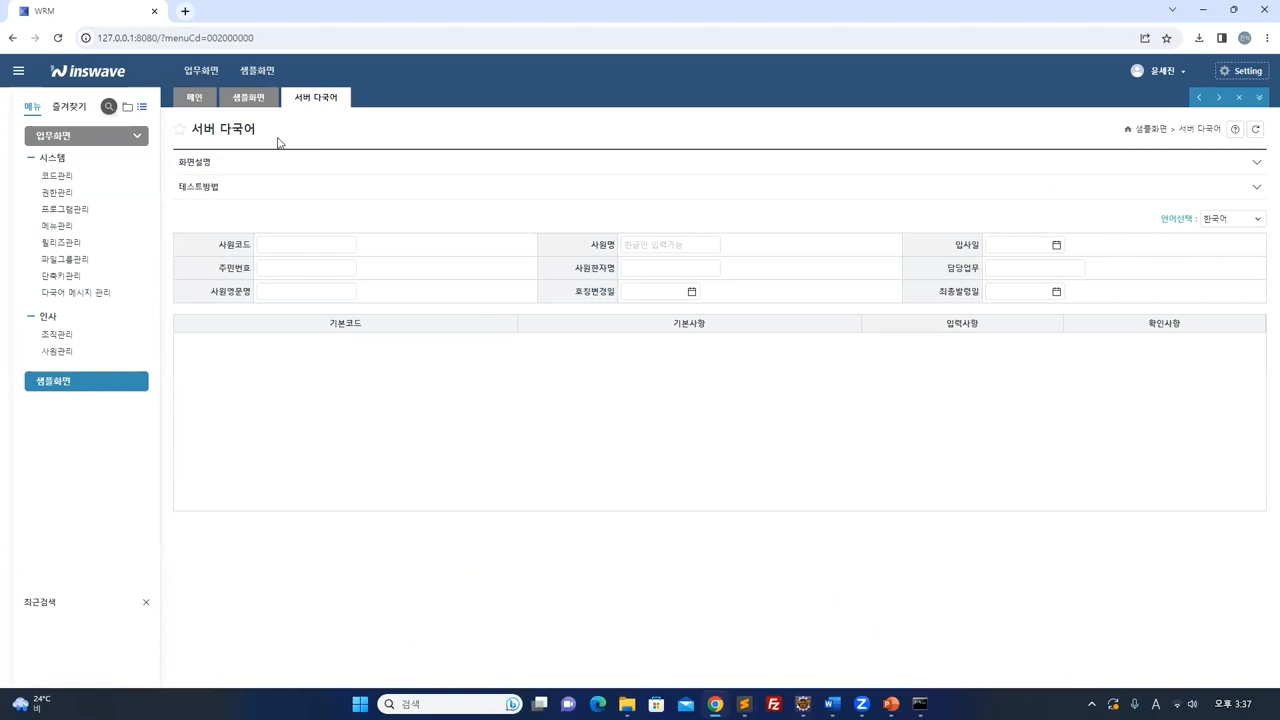 WRM
127.0.0.1:8080/?menuCd=002000000
inswave
업무화면 샘플화면
윤세진
Setting
메뉴 즐겨찾기
메인 샘플화면 서버 다국어
업무화면
시스템
코드관리
권한관리
프로그램관리
메뉴관리
릴리즈관리
파일그룹관리
단축키관리
다국어 메시지 관리
인사
조직관리
사원관리
샘플화면
최근검색
서버 다국어
샘플화면 > 서버 다국어
화면설명
테스트방법
언어선택 : 한국어
사원코드 사원명 한글만 입력가능 입사일
주민번호 사원한자명 담당업무
사원영문명 호칭변경일 최종발령일
기본코드 기본사항 입력사항 확인사항
24°C
비
검색
A
오후 3:37